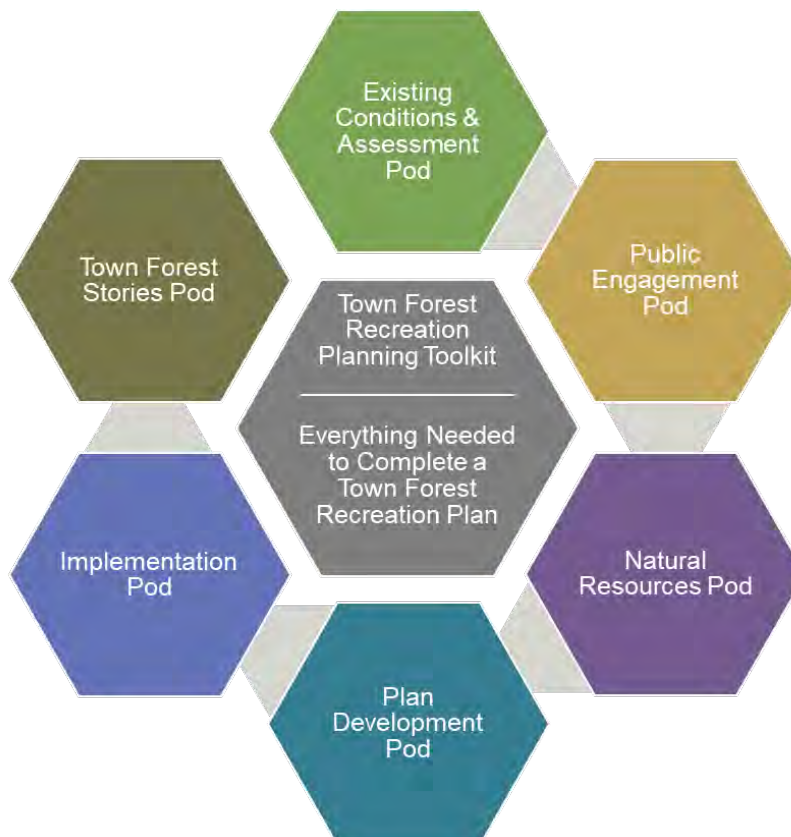 Existing
Conditions &
Assessment
Pod
Town Forest
Stories Pod
Public
Engagement
Pod
Town Forest
Recreation
Planning Toolkit
Everything Needed
to Complete a
Town Forest
Recreation Plan
Implementation
Pod
Natural
Resources Pod
Plan
Development
Pod